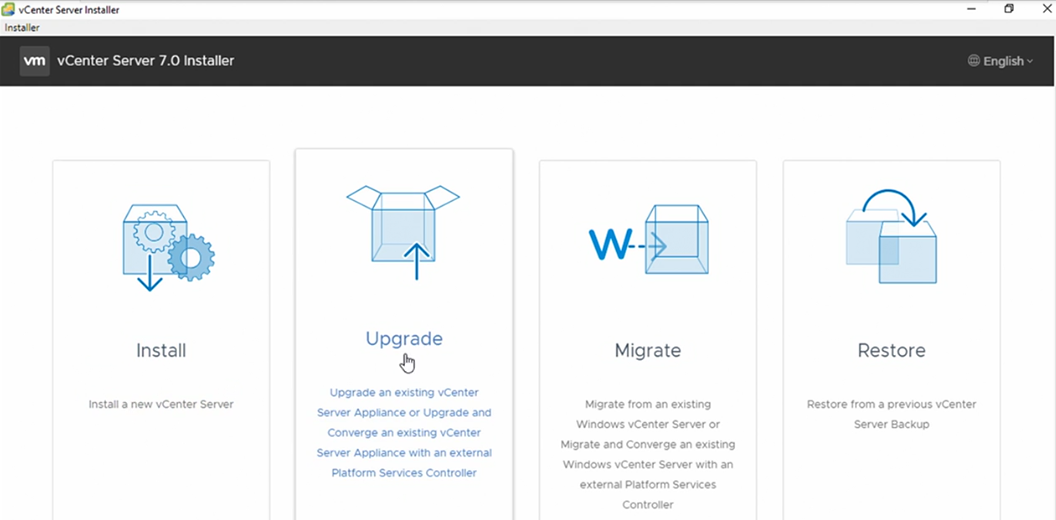 vCenter Server Installer
Installer
vm vCenter Server 7.0 Installer
English
Install
Install a new vCenter Server
Upgrade
Upgrade an existing vCenter
Server Appliance or Upgrade and
Converge an existing vCenter
Server Appliance with an external
Platform Services Controller
W
Migrate
Migrate from an existing
Windows vCenter Server or
Migrate and Converge an existing
Windows vCenter Server with an
external Platform Services
Controller
Restore
Restore from a previous vCenter
Server Backup